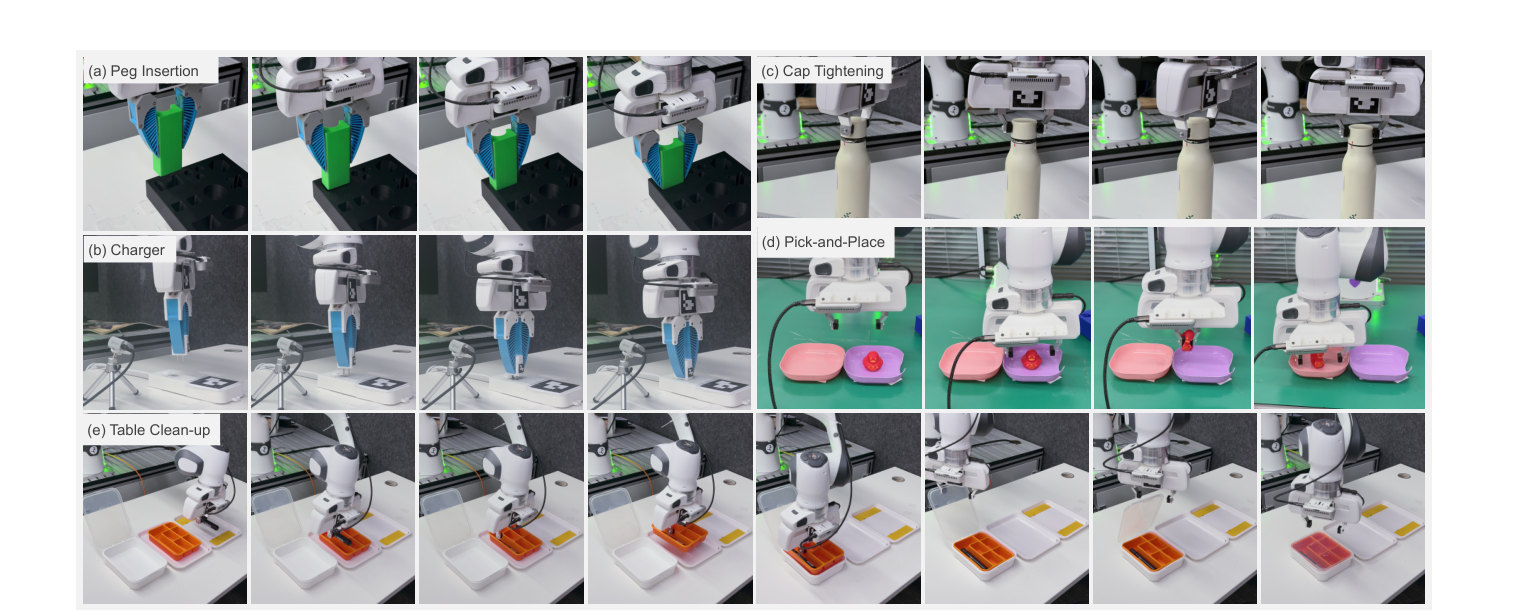 (a) Peg Insertion
(c) Cap Tightening
(b) Charger
(d) Pick-and-Place
(e) Table Clean-up